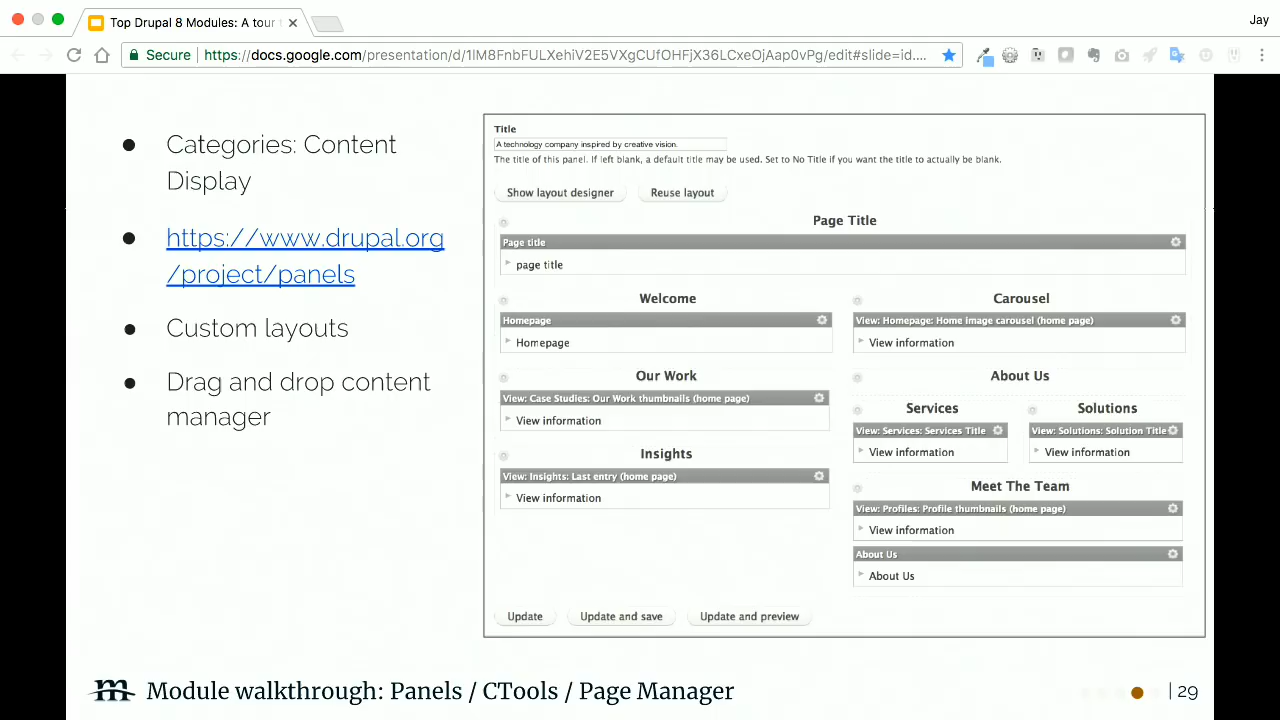 Top Drupal 8 Modules: A tour
Jay
Secure
https://docs.google.com/presentation/d/1lM8FnbFULXehiV2E5VXgCUfOHFjX36LCxeOjAap0vPg/edit#slide=id....
● Categories: Content
Display
● https://www.drupal.org
/project/panels
● Custom layouts
● Drag and drop content
manager
Title
A technology company inspired by creative vision.
The title of this panel. If left blank, a default title may be used. Set to No Title if you want the title to actually be blank.
Show layout designer
Reuse layout
Page Title
Page title
page title
Welcome
Homepage
Homepage
Carousel
View: Homepage: Home image carousel (home page)
View information
Our Work
View: Case Studies: Our Work thumbnails (home page)
View information
About Us
Services
View: Services: Services Title
View information
Solutions
View: Solutions: Solution Title
View information
Insights
View: Insights: Last entry (home page)
View information
Meet The Team
View: Profiles: Profile thumbnails (home page)
View information
About Us
About Us
Update
Update and save
Update and preview
m Module walkthrough: Panels / CTools / Page Manager
| 29